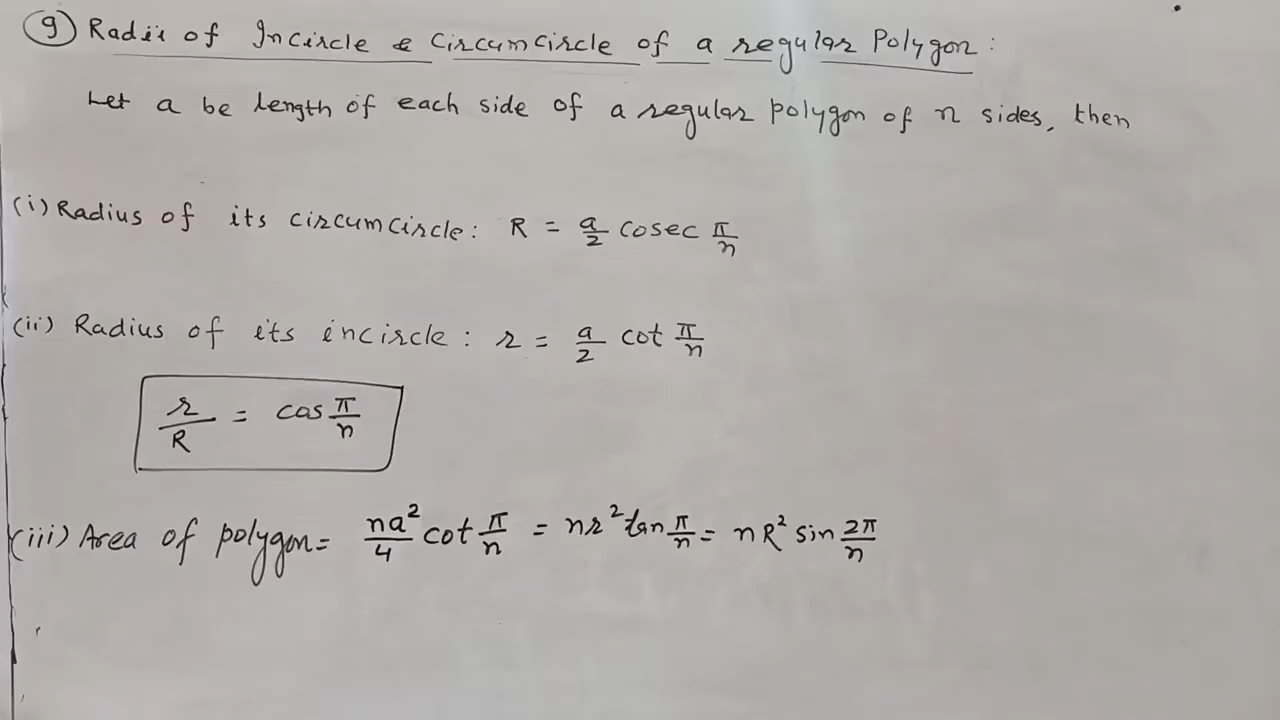 (9) Radii of Incircle & Circumcircle of a regular Polygon:
Let a be length of each side of a regular polygon of n sides, then
(i) Radius of its circumcircle: R = a/2 cosec π/n
(ii) Radius of its incircle: r = a/2 cot π/n
r/R = cos π/n
(iii) Area of polygon = na²/4 cot π/n = nr² tan π/n = nR² sin 2π/n